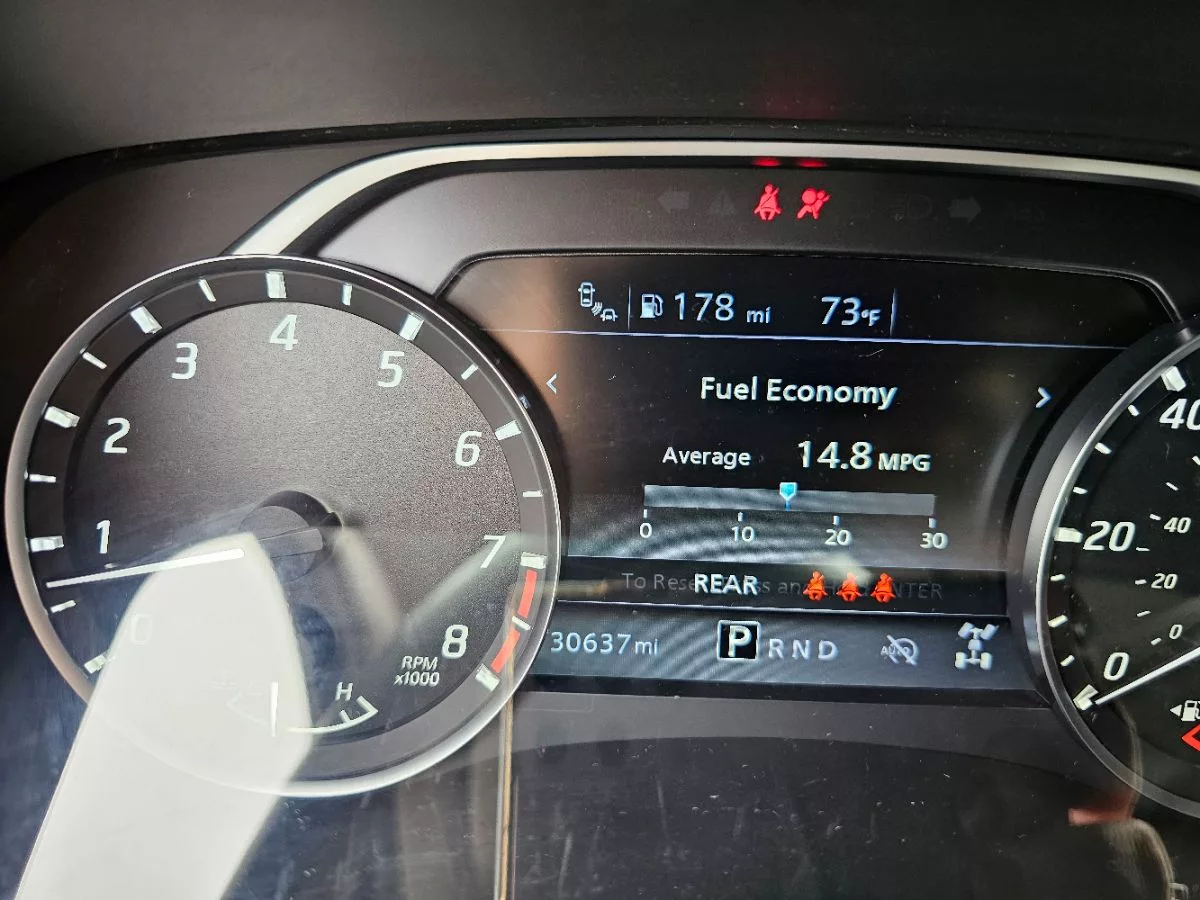 178 mi 73°F
Fuel Economy
Average 14.8 MPG
0 10 20 30
REAR
30637mi P R N D AUTO
0 1 2 3 4 5 6 7 8
RPM
x1000
H
0 20 40
0 20 40